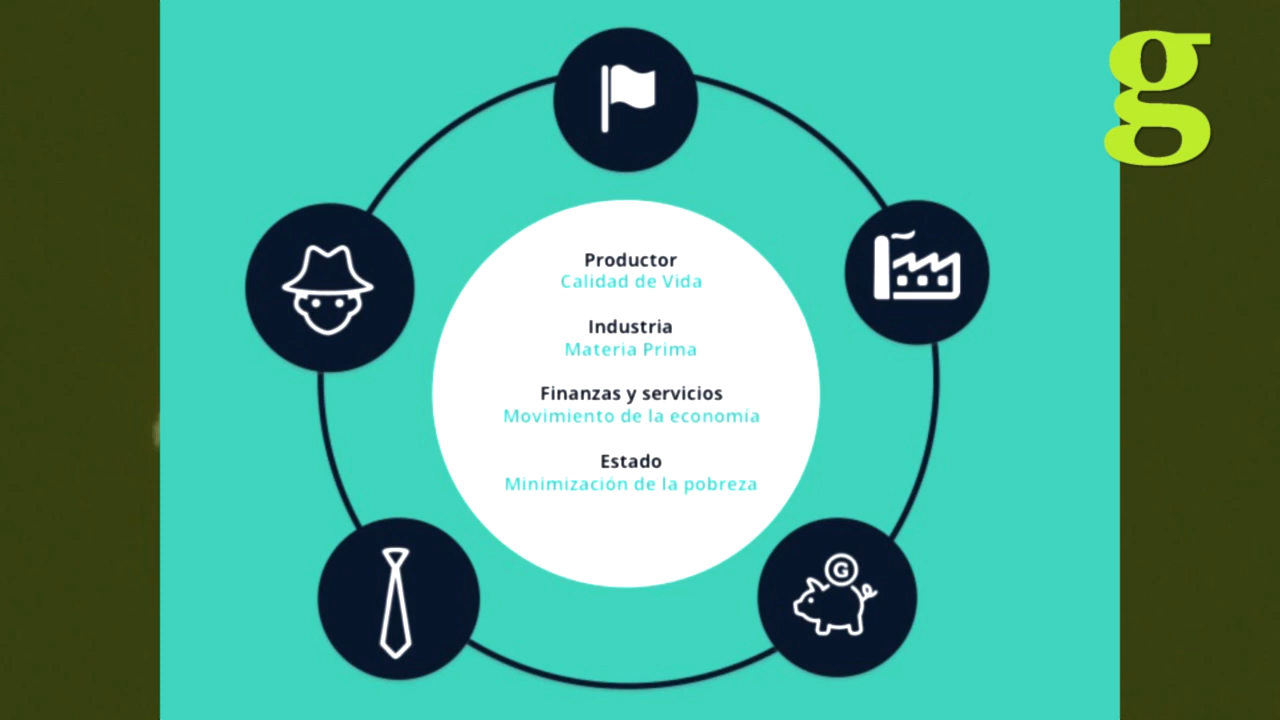 g
Productor
Calidad de Vida
Industria
Materia Prima
Finanzas y servicios
Movimiento de la economía
Estado
Minimización de la pobreza
G